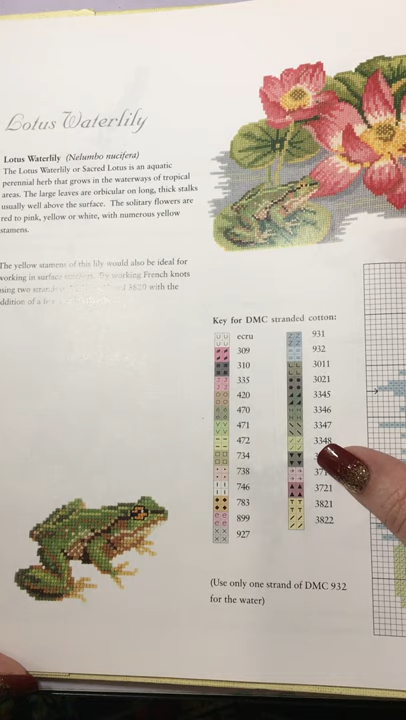 Lotus Waterlily
Lotus Waterlily (Nelumbo nucifera)
The Lotus Waterlily or Sacred Lotus is an aquatic
perennial herb that grows in the waterways of tropical
areas. The large leaves are orbicular on long, thick stalks
usually well above the surface. The solitary flowers are
red to pink, yellow or white, with numerous yellow
stamens.
The yellow stamens of this lily would also be ideal for
working in surface Try working French knots
using two 3820 with the
ddition of a
Key for DMC stranded cotton:
ecru
309
310
335
420
470
471
472
734
738
746
783
899
927
931
932
3011
3021
3345
3346
3347
3348
3721
3821
3822
(Use only one strand of DMC 932
for the water)